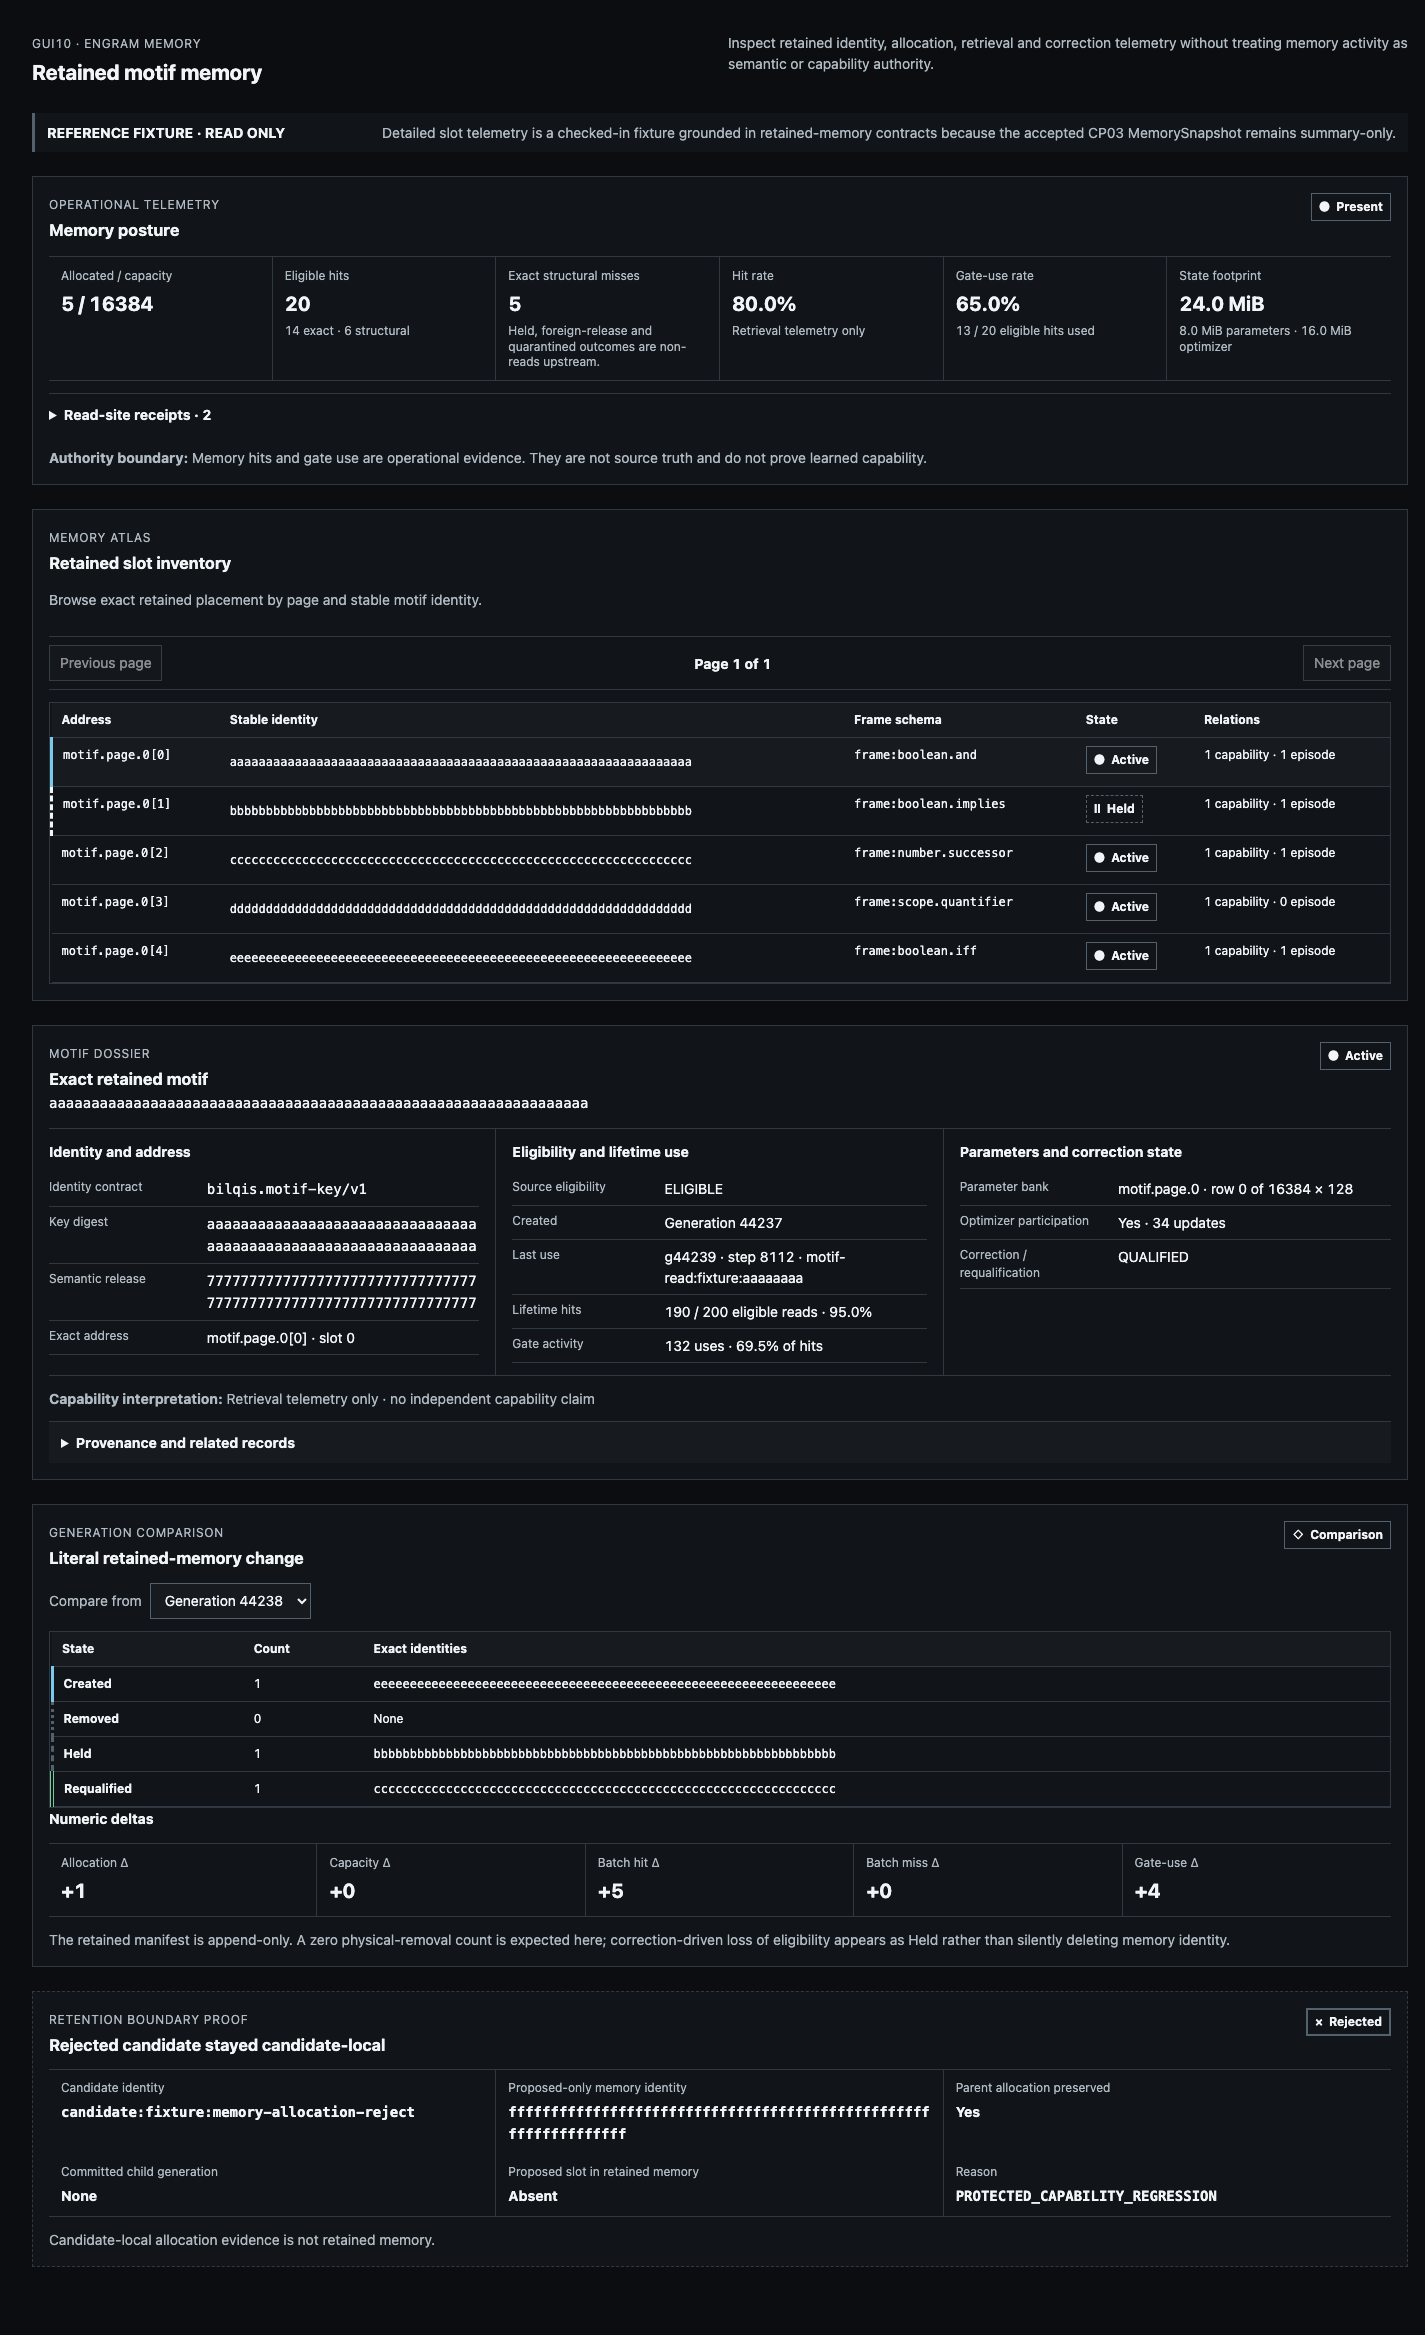 GUI10 · ENGRAM MEMORY
Retained motif memory
Inspect retained identity, allocation, retrieval and correction telemetry without treating memory activity as
semantic or capability authority.
REFERENCE FIXTURE · READ ONLY
Detailed slot telemetry is a checked-in fixture grounded in retained-memory contracts because the accepted CP03 MemorySnapshot remains summary-only.
OPERATIONAL TELEMETRY
Memory posture
● Present
Allocated / capacity
5 / 16384
Eligible hits
20
14 exact · 6 structural
Exact structural misses
5
Held, foreign-release and
quarantined outcomes are non-
reads upstream.
Hit rate
80.0%
Retrieval telemetry only
Gate-use rate
65.0%
13 / 20 eligible hits used
State footprint
24.0 MiB
8.0 MiB parameters · 16.0 MiB
optimizer
▶ Read-site receipts · 2
Authority boundary: Memory hits and gate use are operational evidence. They are not source truth and do not prove learned capability.
MEMORY ATLAS
Retained slot inventory
Browse exact retained placement by page and stable motif identity.
Previous page
Page 1 of 1
Next page
Address Stable identity Frame schema State Relations
motif.page.0[0] aaaaaaaaaaaaaaaaaaaaaaaaaaaaaaaaaaaaaaaaaaaaaaaaaaaaaaaaaaaaaaaa frame:boolean.and ● Active 1 capability · 1 episode
motif.page.0[1] bbbbbbbbbbbbbbbbbbbbbbbbbbbbbbbbbbbbbbbbbbbbbbbbbbbbbbbbbbbbbbbb frame:boolean.implies II Held 1 capability · 1 episode
motif.page.0[2] cccccccccccccccccccccccccccccccccccccccccccccccccccccccccccccccc frame:number.successor ● Active 1 capability · 1 episode
motif.page.0[3] dddddddddddddddddddddddddddddddddddddddddddddddddddddddddddddddd frame:scope.quantifier ● Active 1 capability · 0 episode
motif.page.0[4] eeeeeeeeeeeeeeeeeeeeeeeeeeeeeeeeeeeeeeeeeeeeeeeeeeeeeeeeeeeeeeee frame:boolean.iff ● Active 1 capability · 1 episode
MOTIF DOSSIER
Exact retained motif
aaaaaaaaaaaaaaaaaaaaaaaaaaaaaaaaaaaaaaaaaaaaaaaaaaaaaaaaaaaaaaaa
● Active
Identity and address
Identity contract bilqis.motif-key/v1
Key digest aaaaaaaaaaaaaaaaaaaaaaaaaaaaaaaa
aaaaaaaaaaaaaaaaaaaaaaaaaaaaaaaa
Semantic release 77777777777777777777777777777777
77777777777777777777777777777777
Exact address motif.page.0[0] · slot 0
Eligibility and lifetime use
Source eligibility ELIGIBLE
Created Generation 44237
Last use g44239 · step 8112 · motif-
read:fixture:aaaaaaaa
Lifetime hits 190 / 200 eligible reads · 95.0%
Gate activity 132 uses · 69.5% of hits
Parameters and correction state
Parameter bank motif.page.0 · row 0 of 16384 × 128
Optimizer participation Yes · 34 updates
Correction / QUALIFIED
requalification
Capability interpretation: Retrieval telemetry only · no independent capability claim
▶ Provenance and related records
GENERATION COMPARISON
Literal retained-memory change
◇ Comparison
Compare from Generation 44238
State Count Exact identities
Created 1 eeeeeeeeeeeeeeeeeeeeeeeeeeeeeeeeeeeeeeeeeeeeeeeeeeeeeeeeeeeeeeee
Removed 0 None
Held 1 bbbbbbbbbbbbbbbbbbbbbbbbbbbbbbbbbbbbbbbbbbbbbbbbbbbbbbbbbbbbbbbb
Requalified 1 cccccccccccccccccccccccccccccccccccccccccccccccccccccccccccccccc
Numeric deltas
Allocation Δ
+1
Capacity Δ
+0
Batch hit Δ
+5
Batch miss Δ
+0
Gate-use Δ
+4
The retained manifest is append-only. A zero physical-removal count is expected here; correction-driven loss of eligibility appears as Held rather than silently deleting memory identity.
RETENTION BOUNDARY PROOF
Rejected candidate stayed candidate-local
× Rejected
Candidate identity
candidate:fixture:memory-allocation-reject
Proposed-only memory identity
ffffffffffffffffffffffffffffffffffffffffffffffffff
ffffffffffffff
Parent allocation preserved
Yes
Committed child generation
None
Proposed slot in retained memory
Absent
Reason
PROTECTED_CAPABILITY_REGRESSION
Candidate-local allocation evidence is not retained memory.